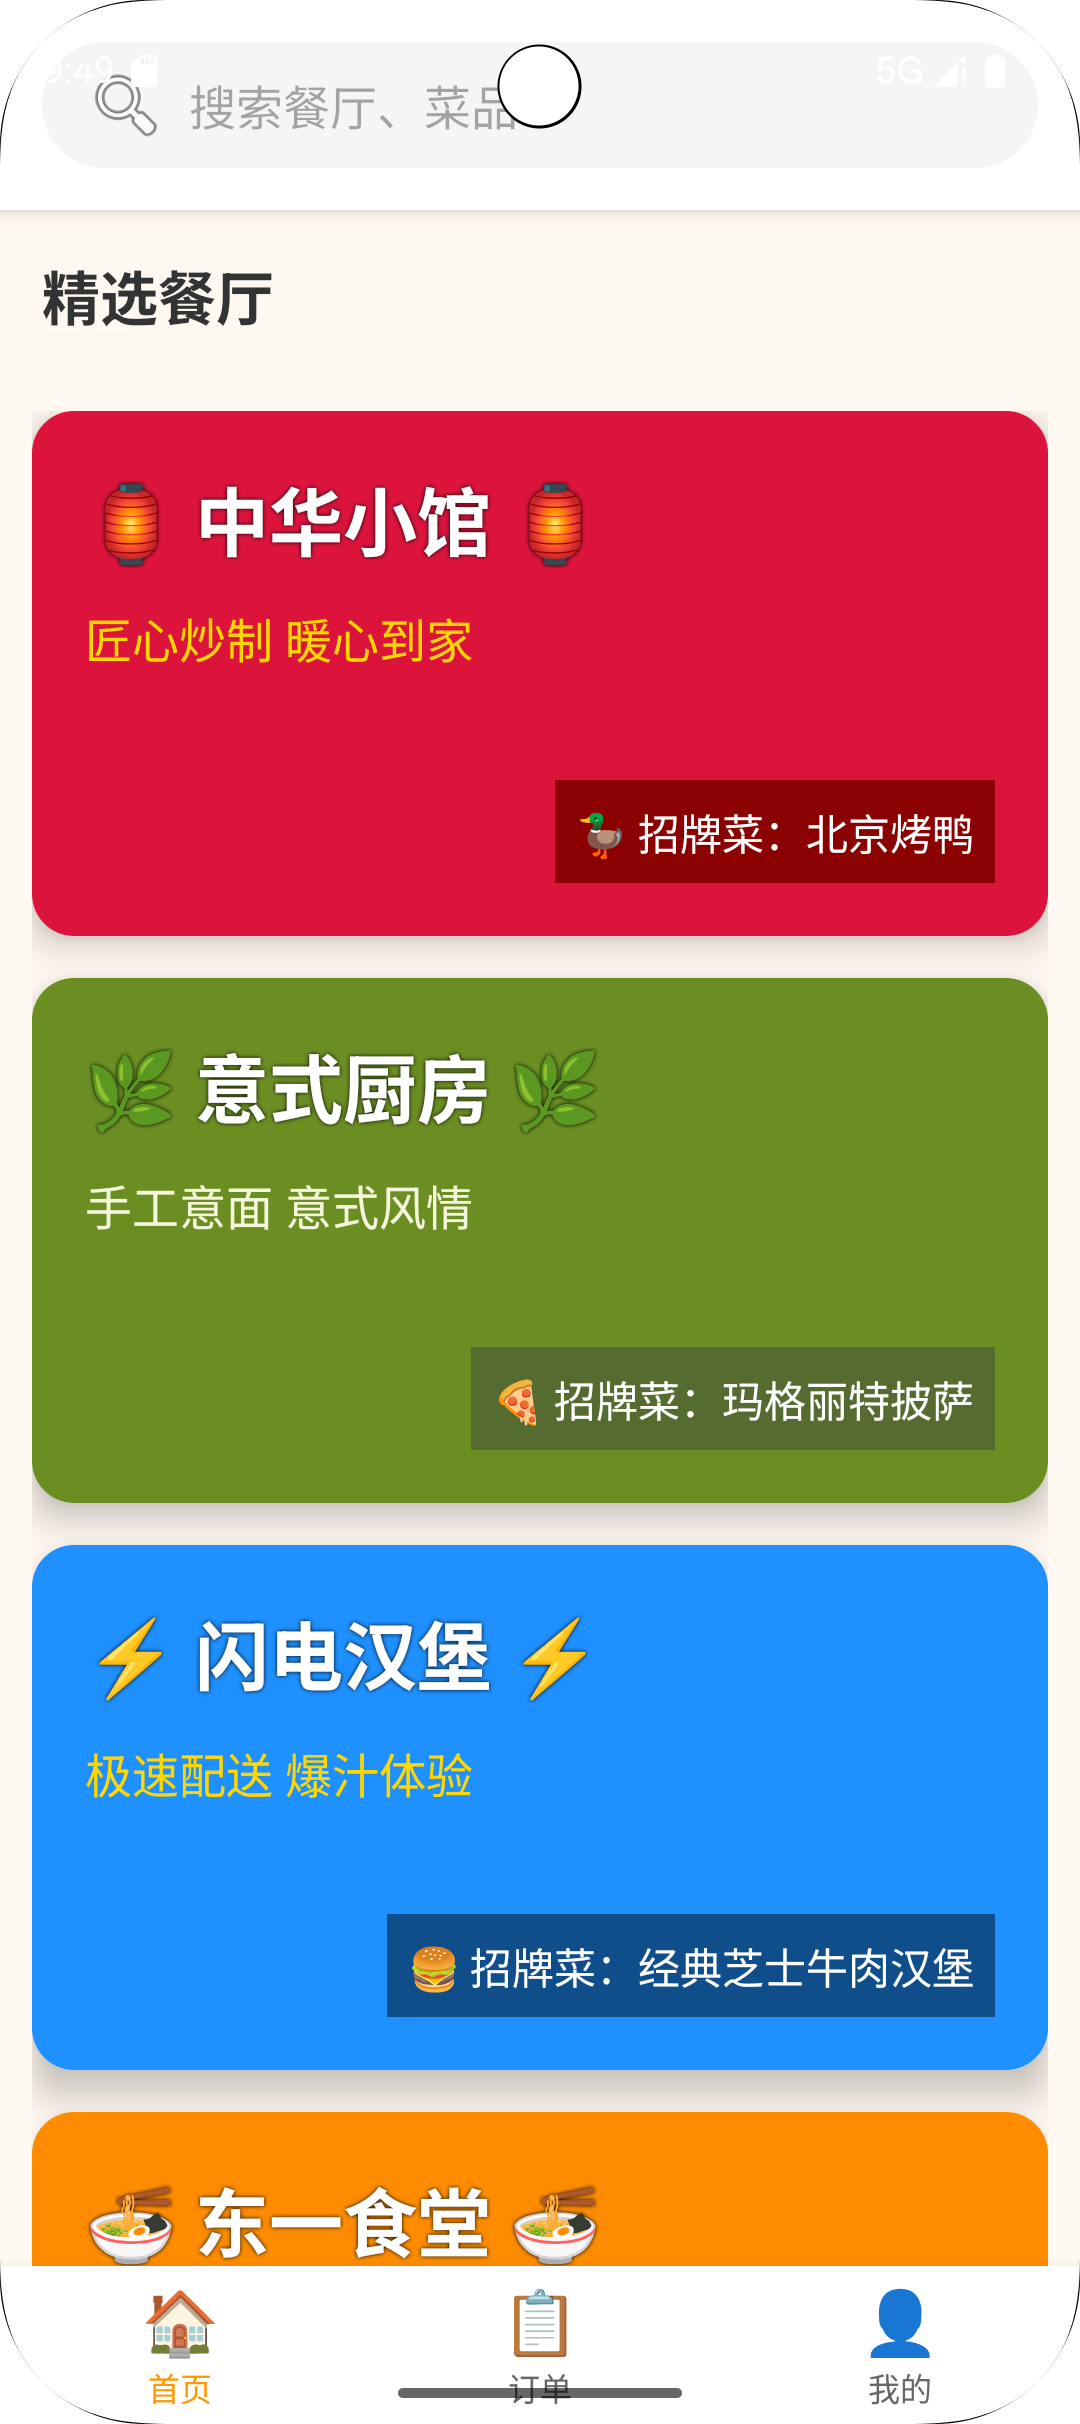 9:49
5G
搜索餐厅、菜品
精选餐厅
中华小馆
匠心炒制 暖心到家
招牌菜：北京烤鸭
意式厨房
手工意面 意式风情
招牌菜：玛格丽特披萨
闪电汉堡
极速配送 爆汁体验
招牌菜：经典芝士牛肉汉堡
东一食堂
首页
订单
我的